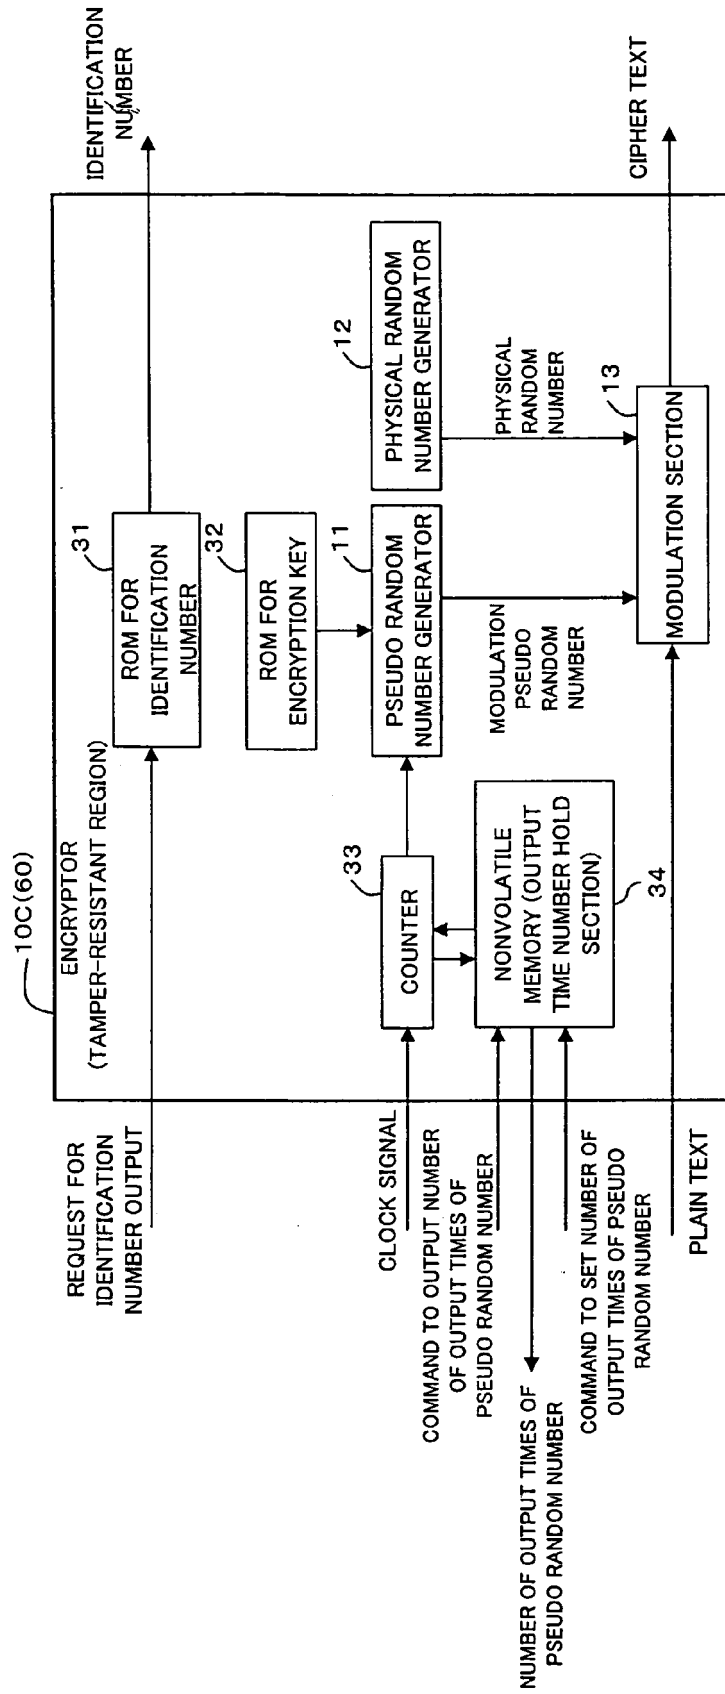 10C(60)
ENCRYPTOR
(TAMPER-RESISTANT REGION)
REQUEST FOR
IDENTIFICATION
NUMBER OUTPUT
31
ROM FOR
IDENTIFICATION
NUMBER
IDENTIFICATION
NUMBER
32
ROM FOR
ENCRYPTION KEY
CLOCK SIGNAL
33
COUNTER
11
PSEUDO RANDOM
NUMBER GENERATOR
12
PHYSICAL RANDOM
NUMBER GENERATOR
COMMAND TO OUTPUT NUMBER
OF OUTPUT TIMES OF
PSEUDO RANDOM NUMBER
NUMBER OF OUTPUT TIMES OF
PSEUDO RANDOM NUMBER
COMMAND TO SET NUMBER OF
OUTPUT TIMES OF PSEUDO
RANDOM NUMBER
NONVOLATILE
MEMORY (OUTPUT
TIME NUMBER HOLD
SECTION)
34
MODULATION
PSEUDO
RANDOM
NUMBER
PHYSICAL
RANDOM
NUMBER
13
PLAIN TEXT
MODULATION SECTION
CIPHER TEXT